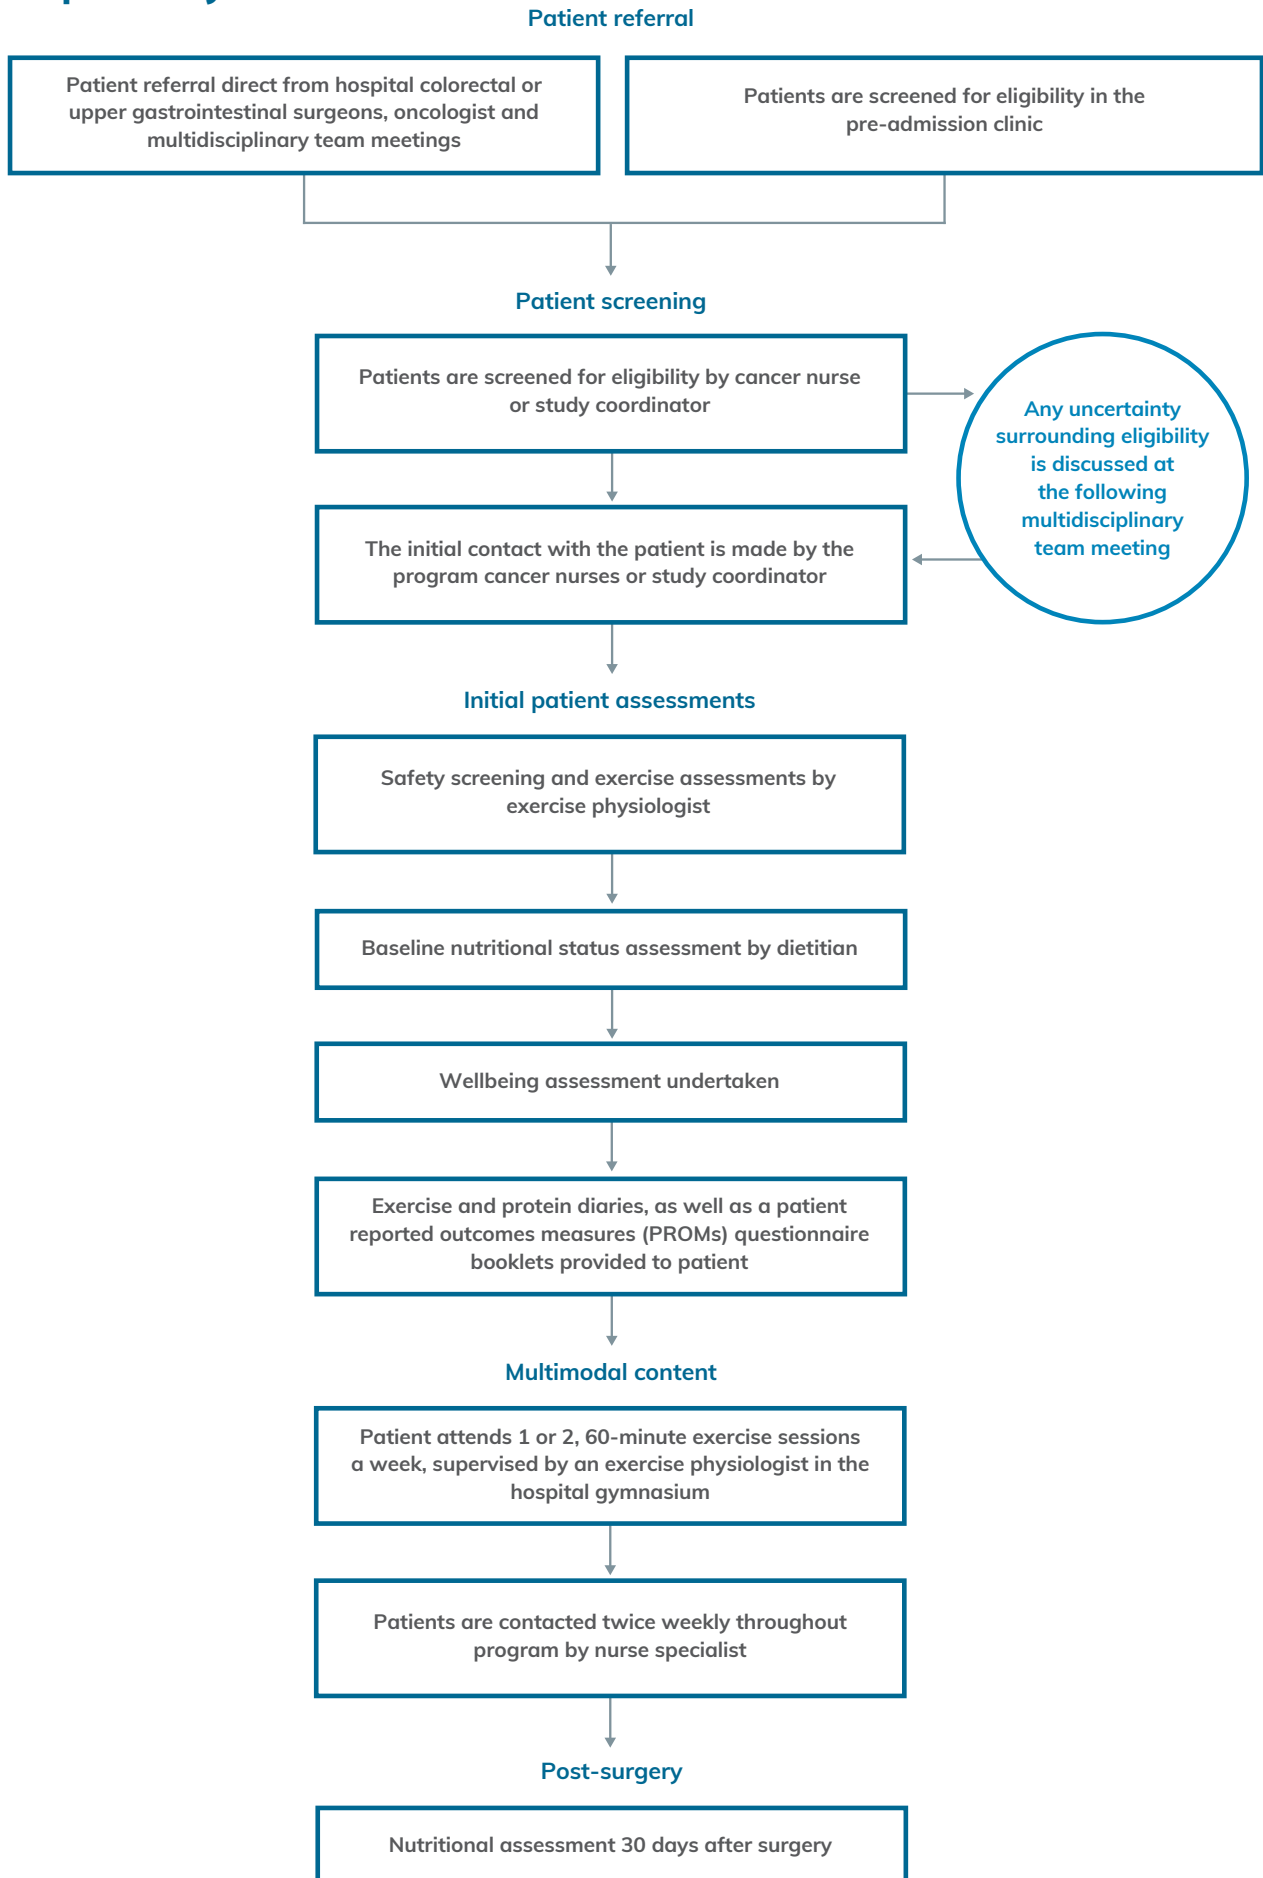 Patient referral
Patient referral direct from hospital colorectal or
upper gastrointestinal surgeons, oncologist and
multidisciplinary team meetings
Patients are screened for eligibility in the
pre-admission clinic
Patient screening
Patients are screened for eligibility by cancer nurse
or study coordinator
Any uncertainty
surrounding eligibility
is discussed at
the following
multidisciplinary
team meeting
The initial contact with the patient is made by the
program cancer nurses or study coordinator
Initial patient assessments
Safety screening and exercise assessments by
exercise physiologist
Baseline nutritional status assessment by dietitian
Wellbeing assessment undertaken
Exercise and protein diaries, as well as a patient
reported outcomes measures (PROMs) questionnaire
booklets provided to patient
Multimodal content
Patient attends 1 or 2, 60-minute exercise sessions
a week, supervised by an exercise physiologist in the
hospital gymnasium
Patients are contacted twice weekly throughout
program by nurse specialist
Post-surgery
Nutritional assessment 30 days after surgery